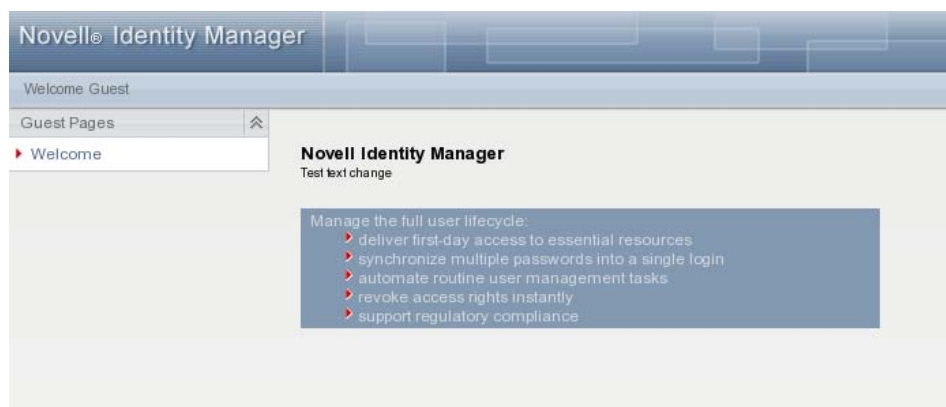 Novell® Identity Manager
Welcome Guest
Guest Pages
Welcome
Novell Identity Manager
Test text change
Manage the full user lifecycle:
deliver first-day access to essential resources
synchronize multiple passwords into a single login
automate routine user management tasks
revoke access rights instantly
support regulatory compliance